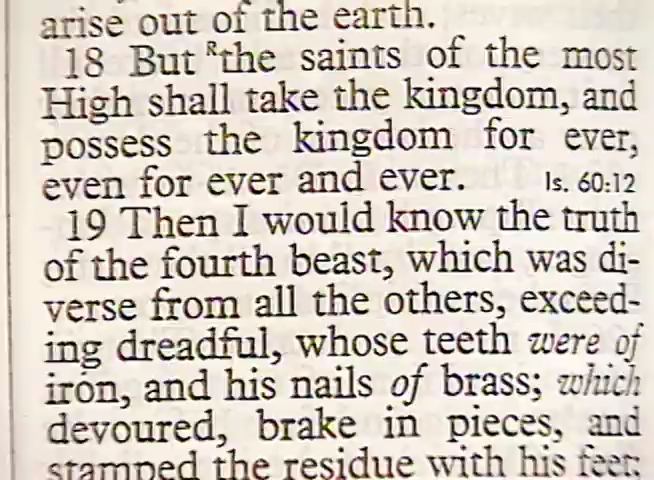 arise out of the earth.
18 But ᴿthe saints of the most
High shall take the kingdom, and
possess the kingdom for ever,
even for ever and ever. Is. 60:12
19 Then I would know the truth
of the fourth beast, which was di-
verse from all the others, exceed-
ing dreadful, whose teeth were of
iron, and his nails of brass; which
devoured, brake in pieces, and
stamped the residue with his feet;